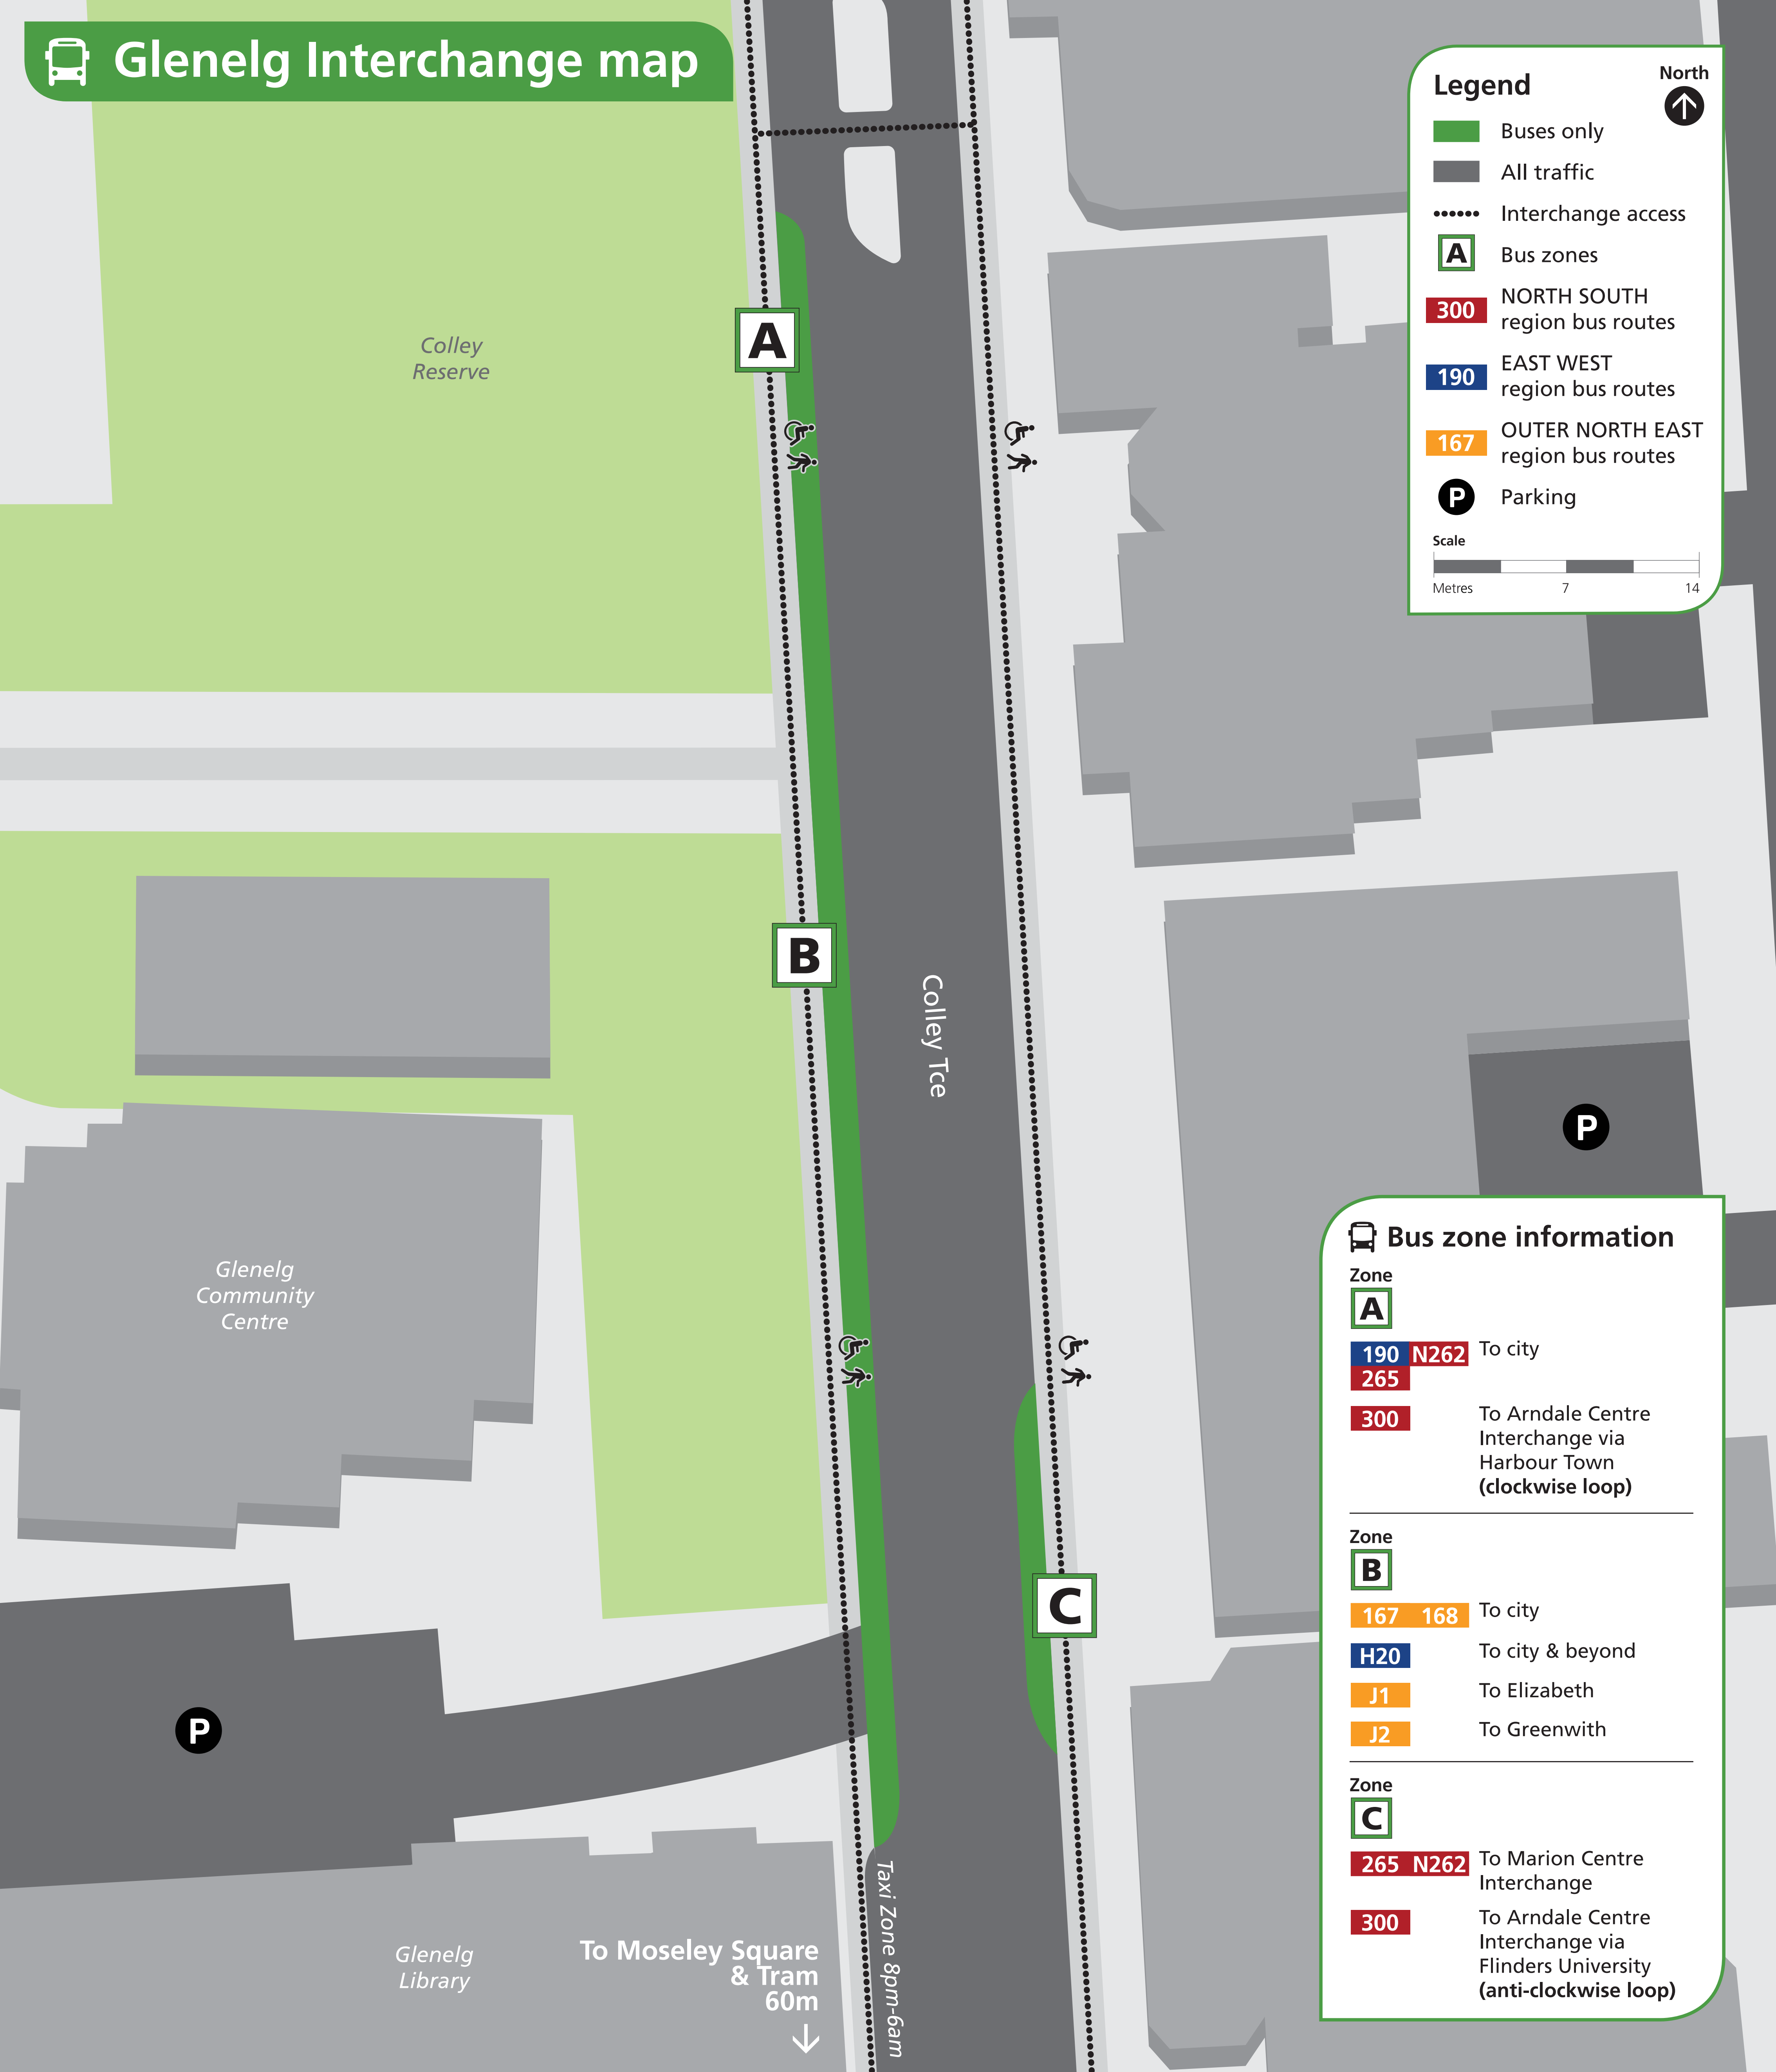 Glenelg Interchange map
Legend
North
Buses only
All traffic
Interchange access
A
Bus zones
300
NORTH SOUTH
region bus routes
190
EAST WEST
region bus routes
167
OUTER NORTH EAST
region bus routes
P
Parking
Scale
Metres 7 14
Colley
Reserve
A
B
Colley Tce
P
Glenelg
Community
Centre
C
P
Glenelg
Library
To Moseley Square
& Tram
60m
Taxi Zone 8pm-6am
Bus zone information
Zone
A
190 N262 To city
265
300 To Arndale Centre
Interchange via
Harbour Town
(clockwise loop)
Zone
B
167 168 To city
H20 To city & beyond
J1 To Elizabeth
J2 To Greenwith
Zone
C
265 N262 To Marion Centre
Interchange
300 To Arndale Centre
Interchange via
Flinders University
(anti-clockwise loop)